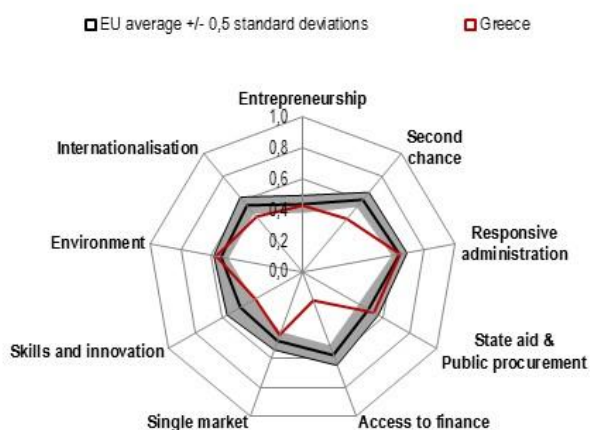 EU average +/- 0,5 standard deviations
Greece
Entrepreneurship
1,0
Second
chance
Internationalisation
0,8
0,6
0,4
Environment
Responsive
administration
0,2
0,0
Skills and innovation
State aid &
Public procurement
Single market
Access to finance